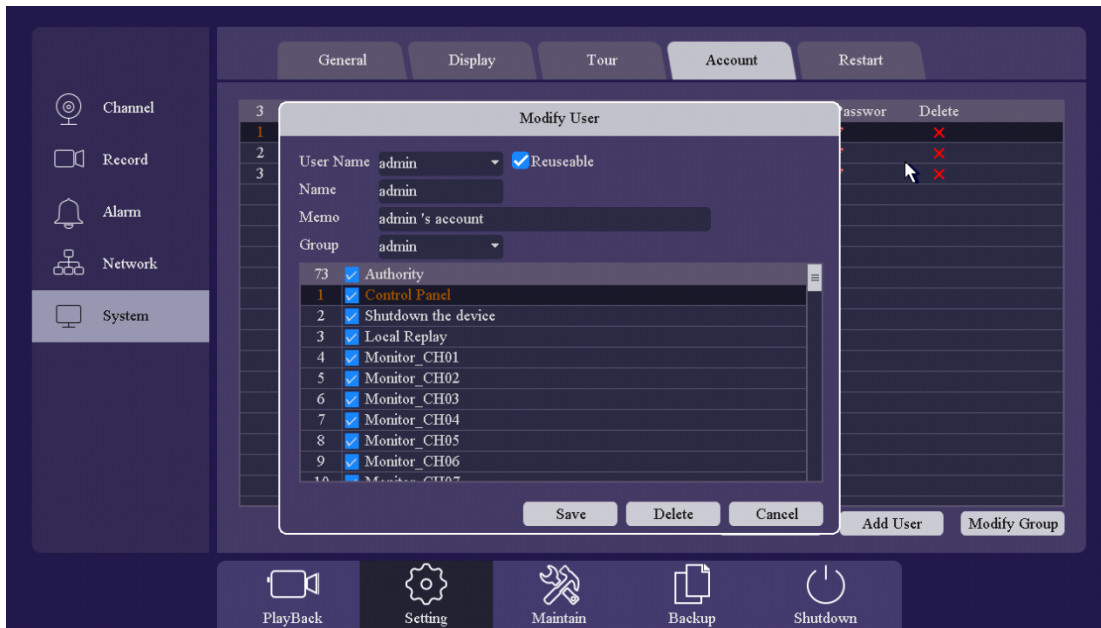 General Display Tour Account Restart
Channel
Record
Alarm
Network
System
3 Delete
1
2
3
Modify User
User Name admin Reuseable
Name admin
Memo admin 's account
Group admin
73 Authority
1 Control Panel
2 Shutdown the device
3 Local Replay
4 Monitor_CH01
5 Monitor_CH02
6 Monitor_CH03
7 Monitor_CH04
8 Monitor_CH05
9 Monitor_CH06
10 Monitor_CH07
Save Delete Cancel
Add User Modify Group
PlayBack Setting Maintain Backup Shutdown